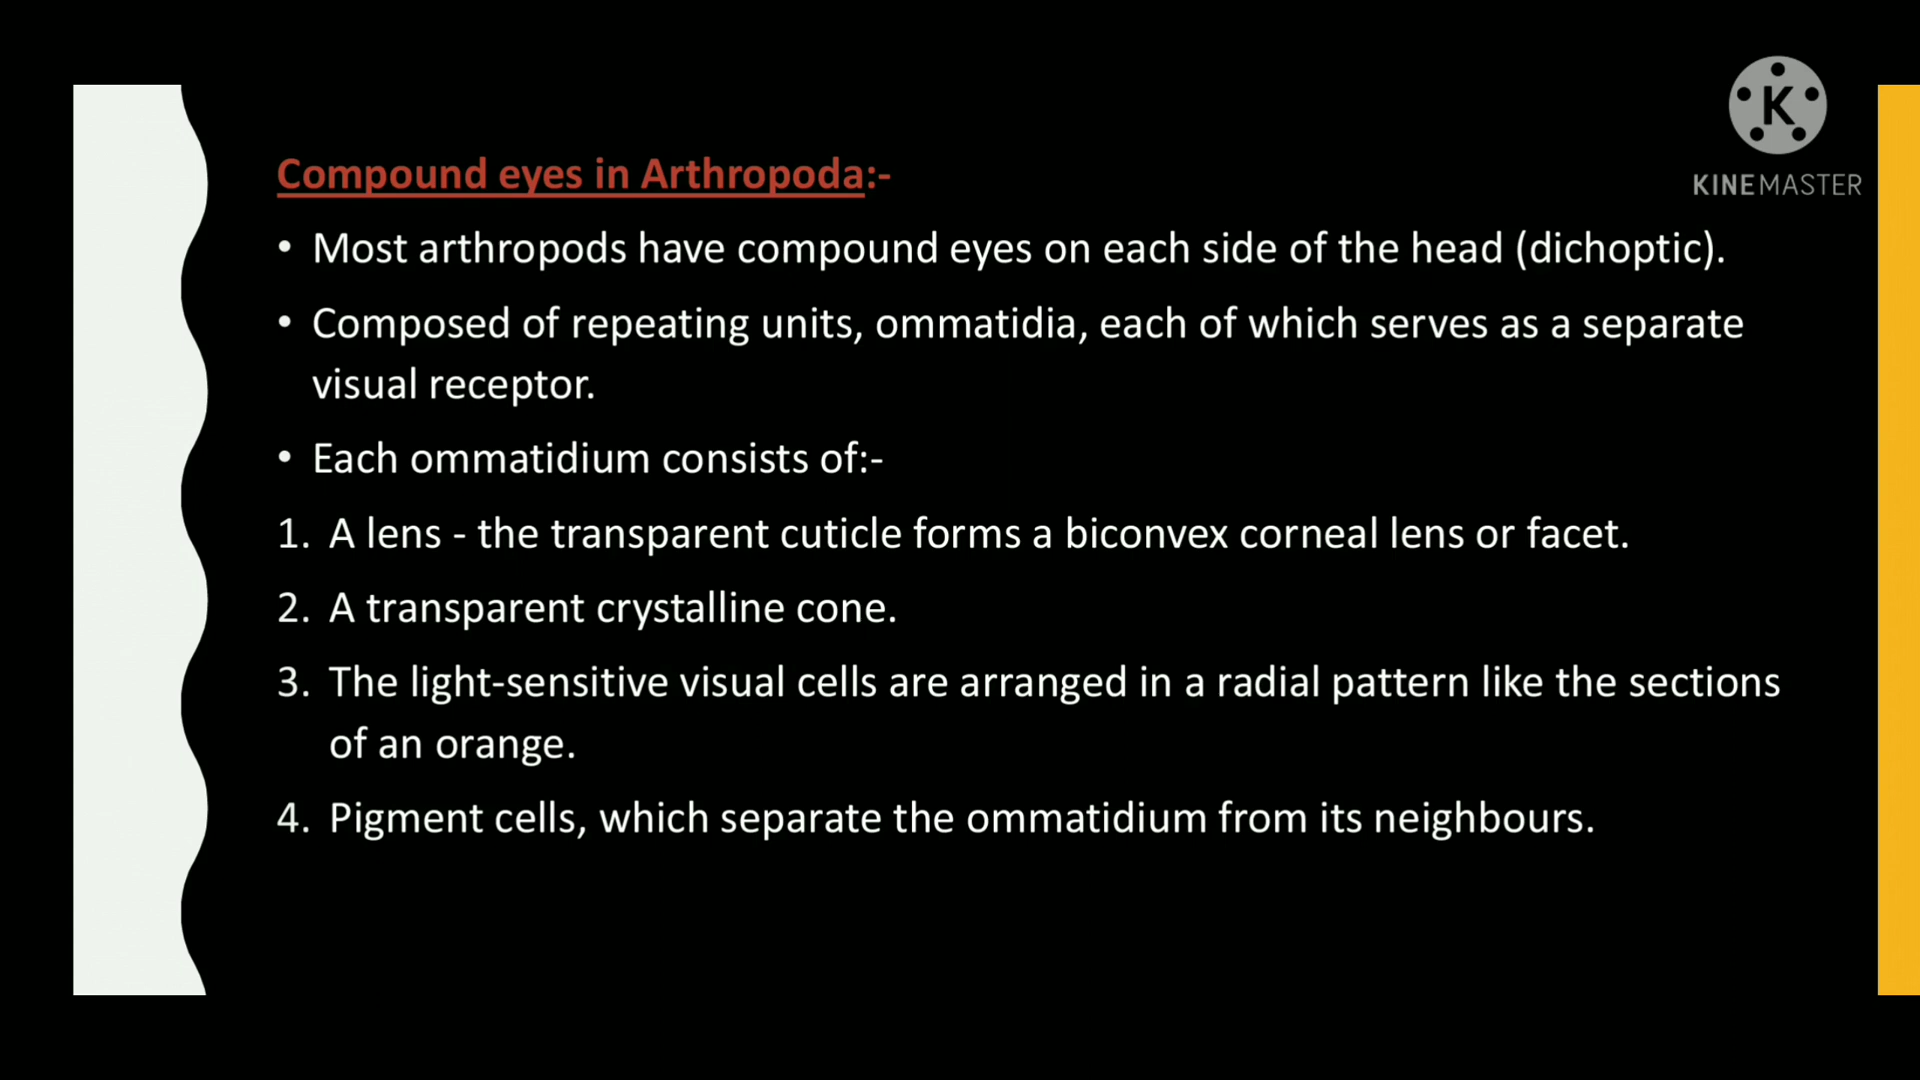 K
KINEMASTER
Compound eyes in Arthropoda:-
• Most arthropods have compound eyes on each side of the head (dichoptic).
• Composed of repeating units, ommatidia, each of which serves as a separate
visual receptor.
• Each ommatidium consists of:-
1. A lens - the transparent cuticle forms a biconvex corneal lens or facet.
2. A transparent crystalline cone.
3. The light-sensitive visual cells are arranged in a radial pattern like the sections
of an orange.
4. Pigment cells, which separate the ommatidium from its neighbours.